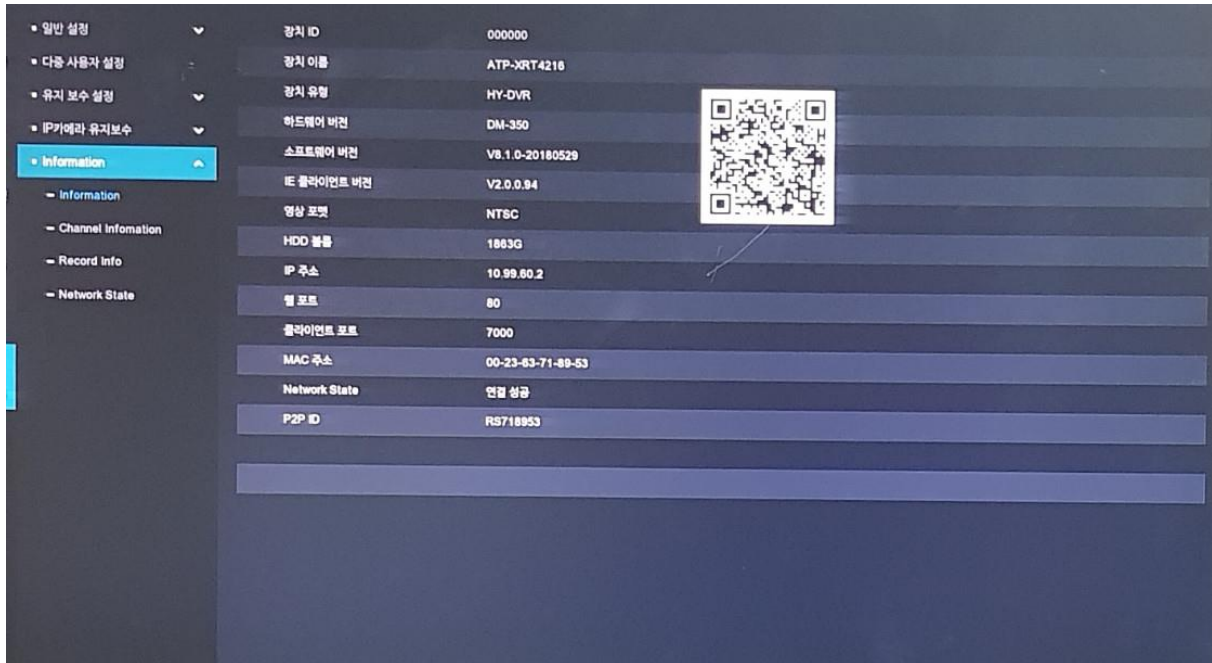 일반 설정
다중 사용자 설정
유지 보수 설정
IP카메라 유지보수
Information
Information
Channel Infomation
Record Info
Network State
장치 ID 000000
장치 이름 ATP-XRT4216
장치 유형 HY-DVR
하드웨어 버전 DM-350
소프트웨어 버전 V8.1.0-20180529
IE 클라이언트 버전 V2.0.0.94
영상 포맷 NTSC
HDD 볼륨 1863G
IP 주소 10.99.60.2
웹 포트 80
클라이언트 포트 7000
MAC 주소 00-23-63-71-89-53
Network State 연결 성공
P2P ID RS718953